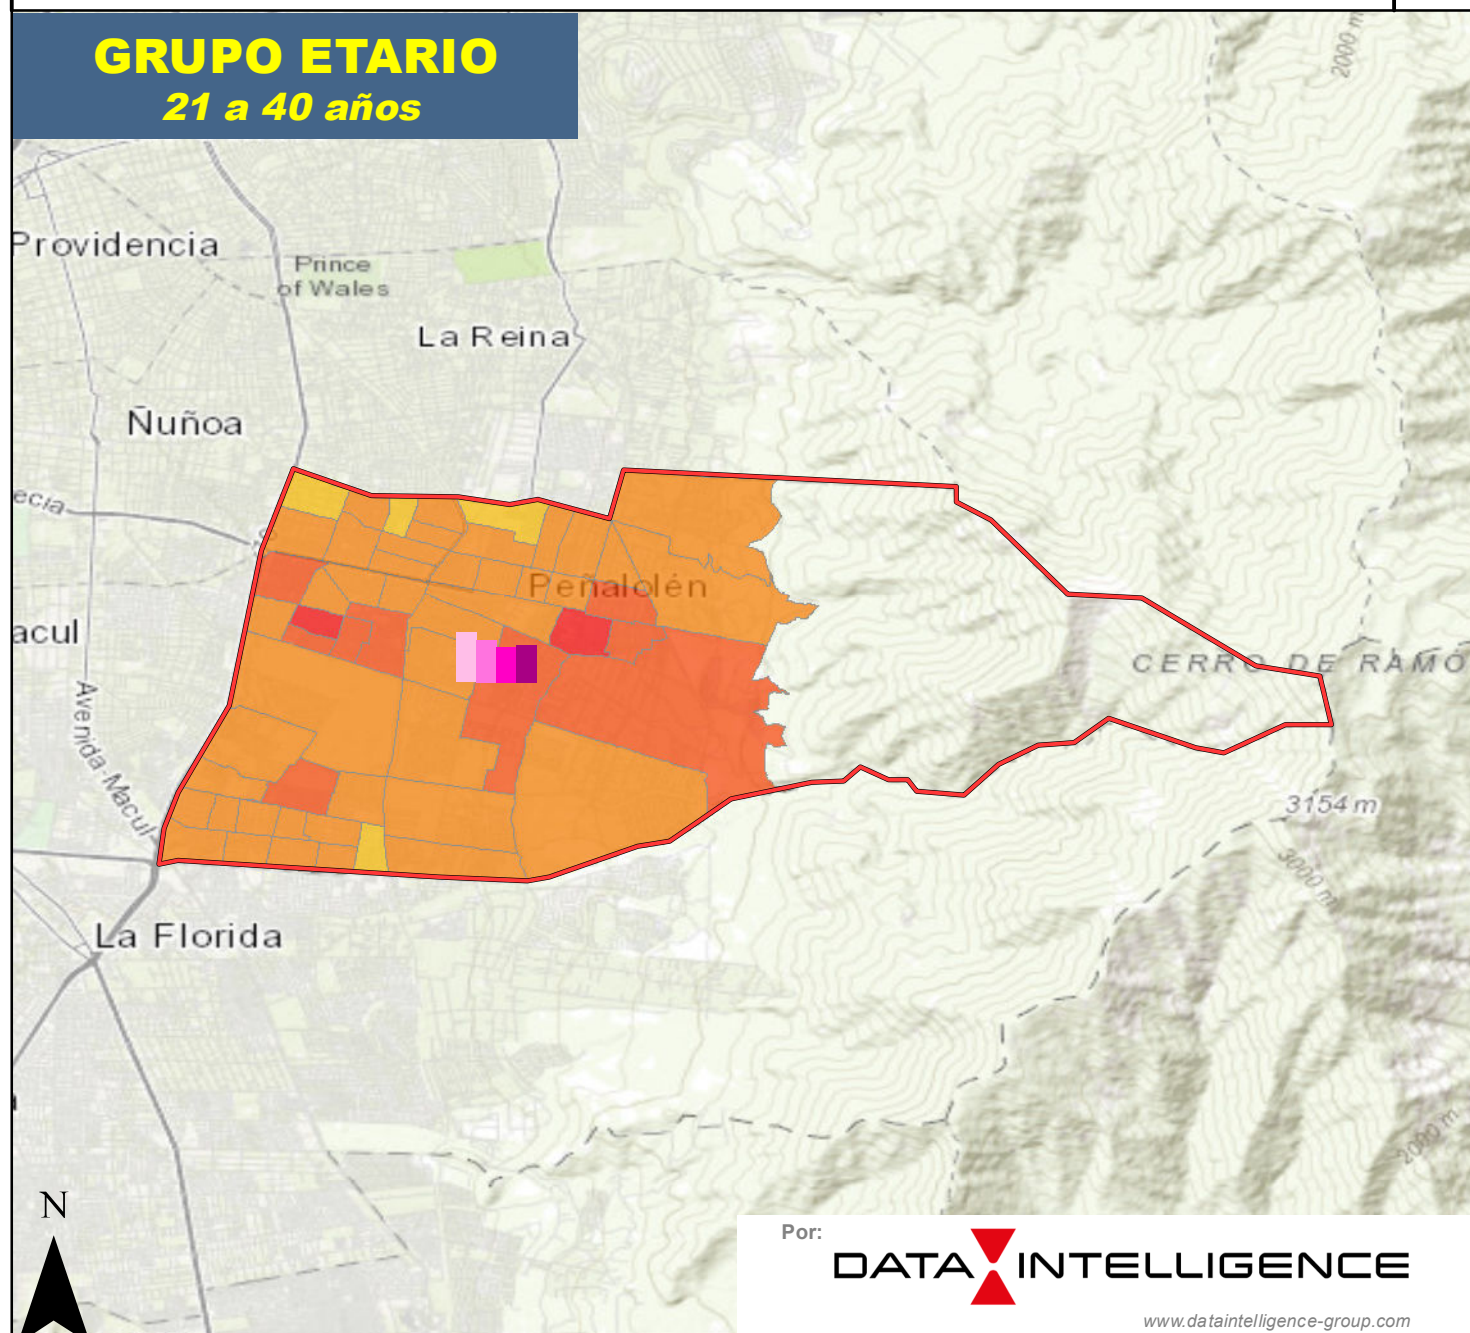 GRUPO ETARIO
21 a 40 años
2000 m
Providencia
Prince
of Wales
La Reina
Ñuñoa
ecia
Peñalolén
acul
CERRO DE RAMÓ
Avenida Macul
3154 m
3000 m
La Florida
2000 m
N
Por:
DATA INTELLIGENCE
www.dataintelligence-group.com